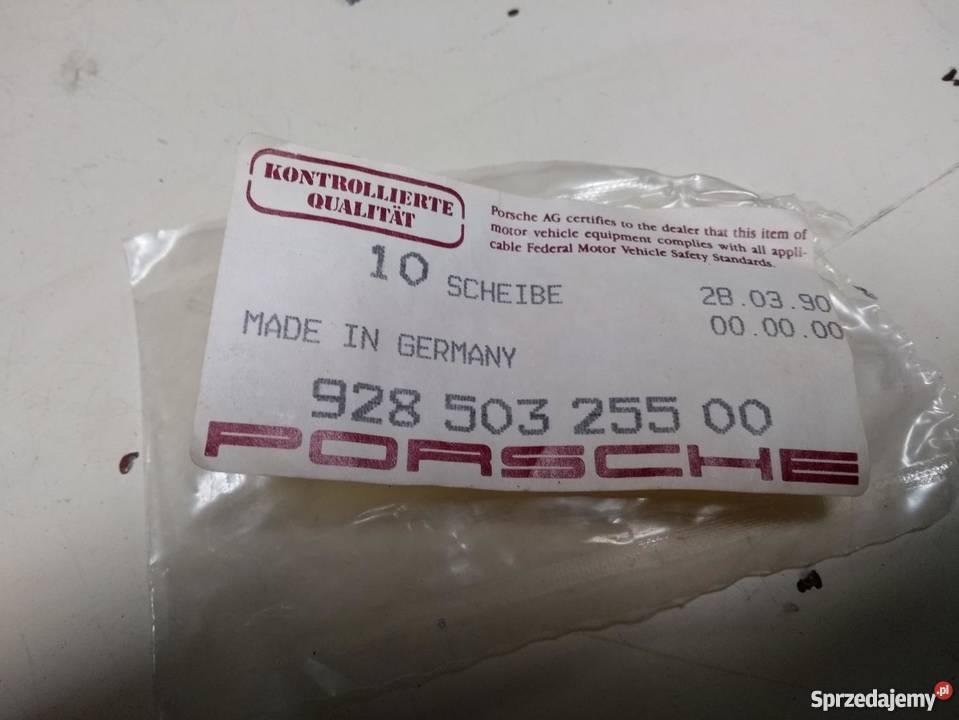 KONTROLLIERTE
QUALITÄT
Porsche AG certifies to the dealer that this item of
motor vehicle equipment complies with all appli-
cable Federal Motor Vehicle Safety Standards.
10 SCHEIBE
28.03.90
MADE IN GERMANY
00.00.00
928 503 255 00
PORSCHE
Sprzedajemy.pl